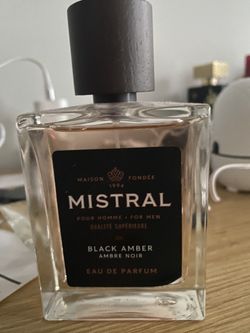 MAISON FONDÉE
1994
MISTRAL
POUR HOMME • FOR MEN
QUALITÉ SUPÉRIEURE
BLACK AMBER
AMBRE NOIR
EAU DE PARFUM